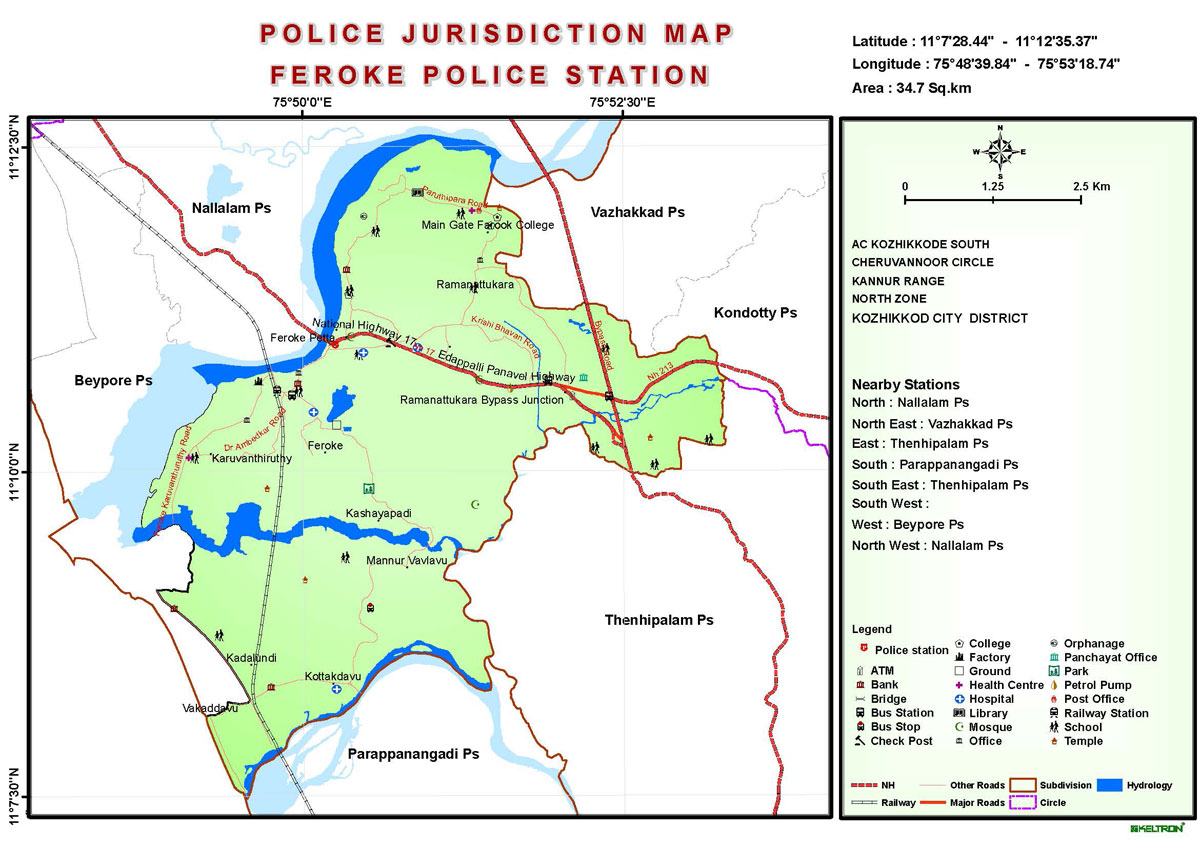 POLICE JURISDICTION MAP
FEROKE POLICE STATION
Latitude : 11°7'28.44" - 11°12'35.37"
Longitude : 75°48'39.84" - 75°53'18.74"
Area : 34.7 Sq.km
75°50'0"E
75°52'30"E
11°12'30"N
11°10'0"N
11°7'30"N
Nallalam Ps
Vazhakkad Ps
Kondotty Ps
Beypore Ps
Thenhipalam Ps
Parappanangadi Ps
Paruthipara Road
Main Gate Farook College
Ramanattukara
National Highway 17
Feroke Petta
17
Krishi Bhavan Road
Bypass Road
Edappalli Panavel Highway
Nh 213
Ramanattukara Bypass Junction
Dr Ambedkar Road
Feroke
Karuvanthiruthy
Feroke Karuvanthuruthy Road
Kashayapadi
Mannur Vavlavu
Kadalundi
Kottakdavu
Vakaddavu
N
W
E
S
0
1.25
2.5 Km
AC KOZHIKKODE SOUTH
CHERUVANNOOR CIRCLE
KANNUR RANGE
NORTH ZONE
KOZHIKKOD CITY DISTRICT
Nearby Stations
North : Nallalam Ps
North East : Vazhakkad Ps
East : Thenhipalam Ps
South : Parappanangadi Ps
South East : Thenhipalam Ps
South West :
West : Beypore Ps
North West : Nallalam Ps
Legend
Police station
ATM
Bank
Bridge
Bus Station
Bus Stop
Check Post
College
Factory
Ground
Health Centre
Hospital
Library
Mosque
Office
Orphanage
Panchayat Office
Park
Petrol Pump
Post Office
Railway Station
School
Temple
NH
Other Roads
Subdivision
Hydrology
Railway
Major Roads
Circle
KELTRON